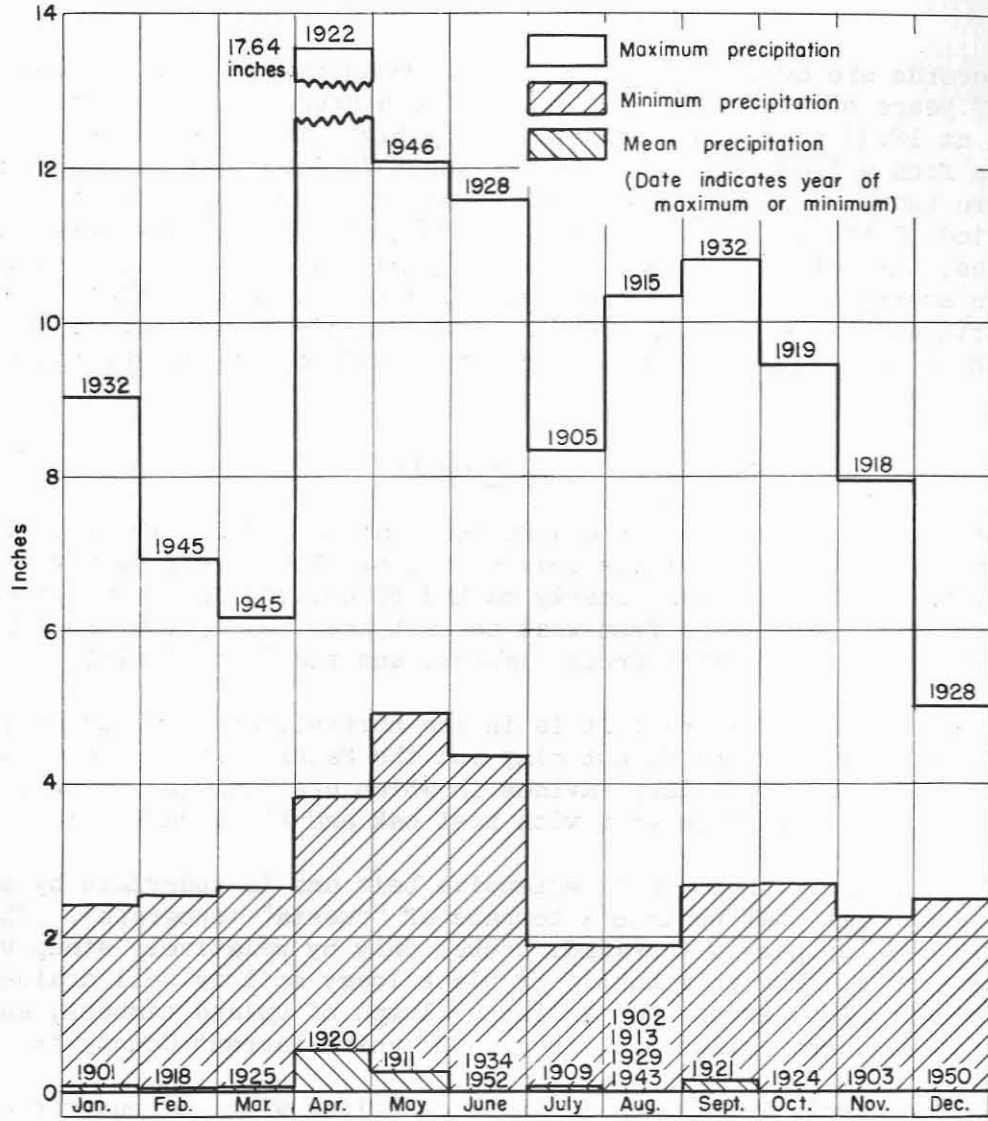 14
12
10
8
6
4
2
0
Inches
17.64
inches
1932
1945
1945
1922
1946
1928
1905
1915
1932
1919
1918
1928
Maximum precipitation
Minimum precipitation
Mean precipitation
(Date indicates year of
maximum or minimum)
1901
1918
1925
1920
1911
1934
1952
1909
1902
1913
1929
1943
1921
1924
1903
1950
Jan.
Feb.
Mar.
Apr.
May
June
July
Aug.
Sept.
Oct.
Nov.
Dec.